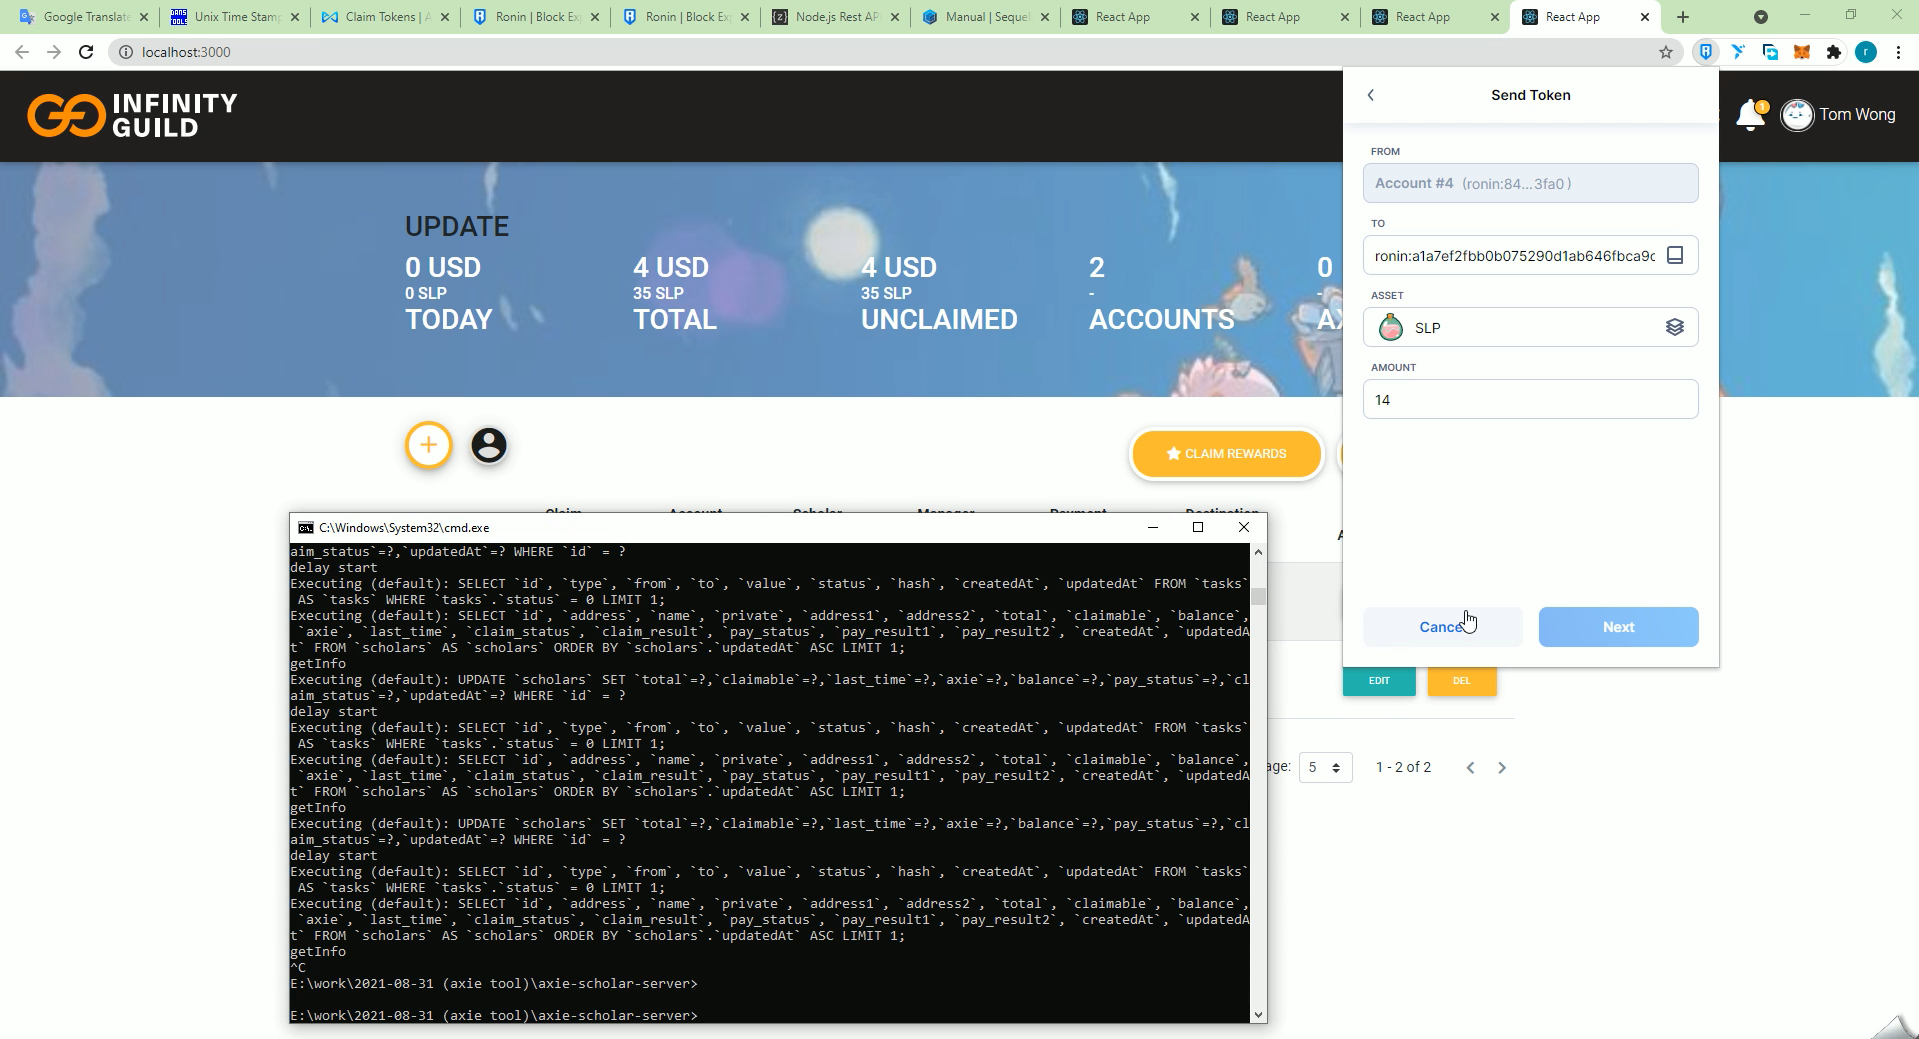 Google Translate
Unix Time Stamp
Claim Tokens | A
Ronin | Block Ex
Ronin | Block Ex
Node.js Rest AP
Manual | Sequel
React App
React App
React App
React App
localhost:3000
r
INFINITY
GUILD
1
Tom Wong
UPDATE
0 USD
0 SLP
TODAY
4 USD
35 SLP
TOTAL
4 USD
35 SLP
UNCLAIMED
2
-
ACCOUNTS
0
-
AX
CLAIM REWARDS
Claim Account Scholar Manager Payment Destination
Send Token
FROM
Account #4 (ronin:84...3fa0)
TO
ronin:a1a7ef2fbb0b075290d1ab646fbca9c
ASSET
SLP
AMOUNT
14
Cancel
Next
EDIT
DEL
age: 5 1 - 2 of 2
C:\Windows\System32\cmd.exe
aim_status`=?,`updatedAt`=? WHERE `id` = ?
delay start
Executing (default): SELECT `id`, `type`, `from`, `to`, `value`, `status`, `hash`, `createdAt`, `updatedAt` FROM `tasks`
AS `tasks` WHERE `tasks`.`status` = 0 LIMIT 1;
Executing (default): SELECT `id`, `address`, `name`, `private`, `address1`, `address2`, `total`, `claimable`, `balance`,
`axie`, `last_time`, `claim_status`, `claim_result`, `pay_status`, `pay_result1`, `pay_result2`, `createdAt`, `updatedA
t` FROM `scholars` AS `scholars` ORDER BY `scholars`.`updatedAt` ASC LIMIT 1;
getInfo
Executing (default): UPDATE `scholars` SET `total`=?,`claimable`=?,`last_time`=?,`axie`=?,`balance`=?,`pay_status`=?,`cl
aim_status`=?,`updatedAt`=? WHERE `id` = ?
delay start
Executing (default): SELECT `id`, `type`, `from`, `to`, `value`, `status`, `hash`, `createdAt`, `updatedAt` FROM `tasks`
AS `tasks` WHERE `tasks`.`status` = 0 LIMIT 1;
Executing (default): SELECT `id`, `address`, `name`, `private`, `address1`, `address2`, `total`, `claimable`, `balance`,
`axie`, `last_time`, `claim_status`, `claim_result`, `pay_status`, `pay_result1`, `pay_result2`, `createdAt`, `updatedA
t` FROM `scholars` AS `scholars` ORDER BY `scholars`.`updatedAt` ASC LIMIT 1;
getInfo
Executing (default): UPDATE `scholars` SET `total`=?,`claimable`=?,`last_time`=?,`axie`=?,`balance`=?,`pay_status`=?,`cl
aim_status`=?,`updatedAt`=? WHERE `id` = ?
delay start
Executing (default): SELECT `id`, `type`, `from`, `to`, `value`, `status`, `hash`, `createdAt`, `updatedAt` FROM `tasks`
AS `tasks` WHERE `tasks`.`status` = 0 LIMIT 1;
Executing (default): SELECT `id`, `address`, `name`, `private`, `address1`, `address2`, `total`, `claimable`, `balance`,
`axie`, `last_time`, `claim_status`, `claim_result`, `pay_status`, `pay_result1`, `pay_result2`, `createdAt`, `updatedA
t` FROM `scholars` AS `scholars` ORDER BY `scholars`.`updatedAt` ASC LIMIT 1;
getInfo
^C
E:\work\2021-08-31 (axie tool)\axie-scholar-server>
E:\work\2021-08-31 (axie tool)\axie-scholar-server>